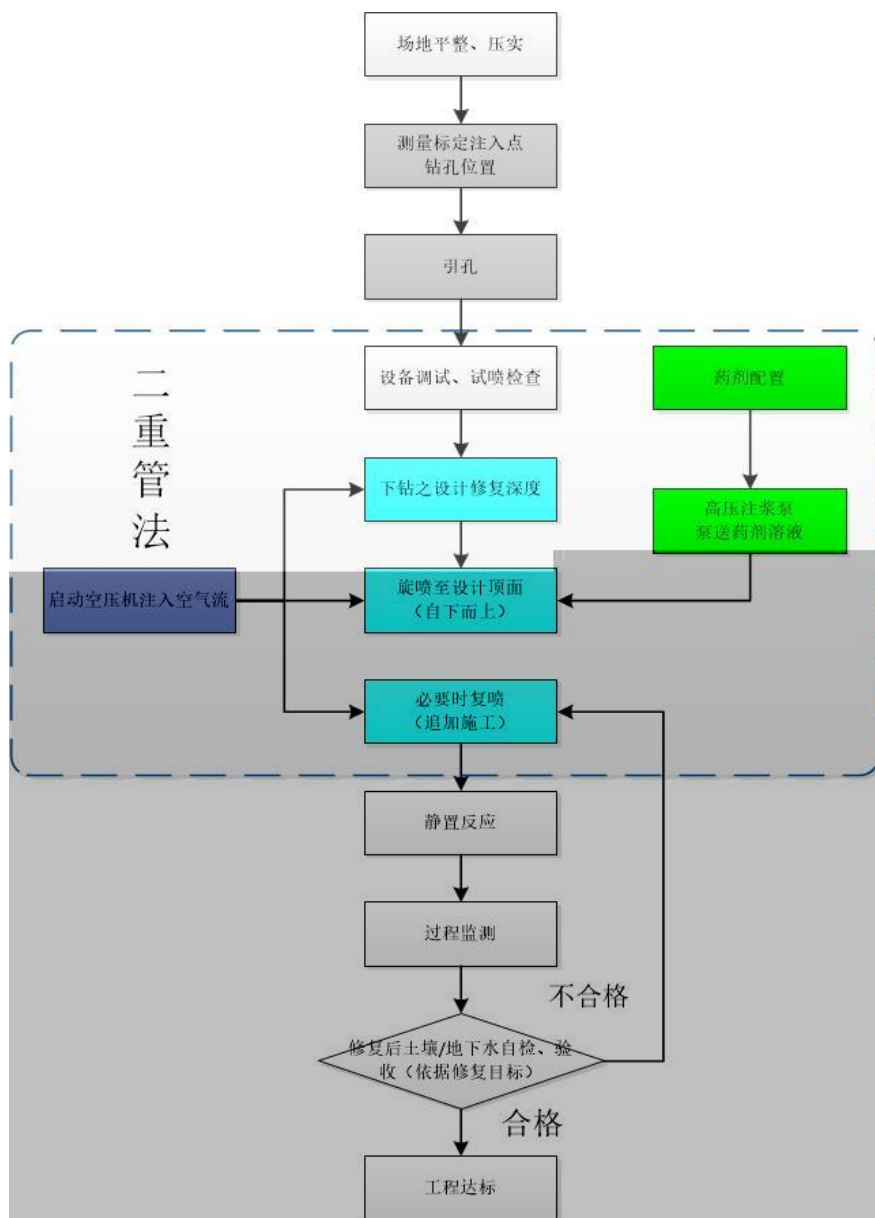 场地平整、压实
测量标定注入点
钻孔位置
引孔
二重管法
设备调试、试喷检查
药剂配置
下钻之设计修复深度
高压注浆泵
泵送药剂溶液
启动空压机注入空气流
旋喷至设计顶面
（自下而上）
必要时复喷
（追加施工）
静置反应
过程监测
不合格
修复后土壤/地下水自检、验
收（依据修复目标）
合格
工程达标